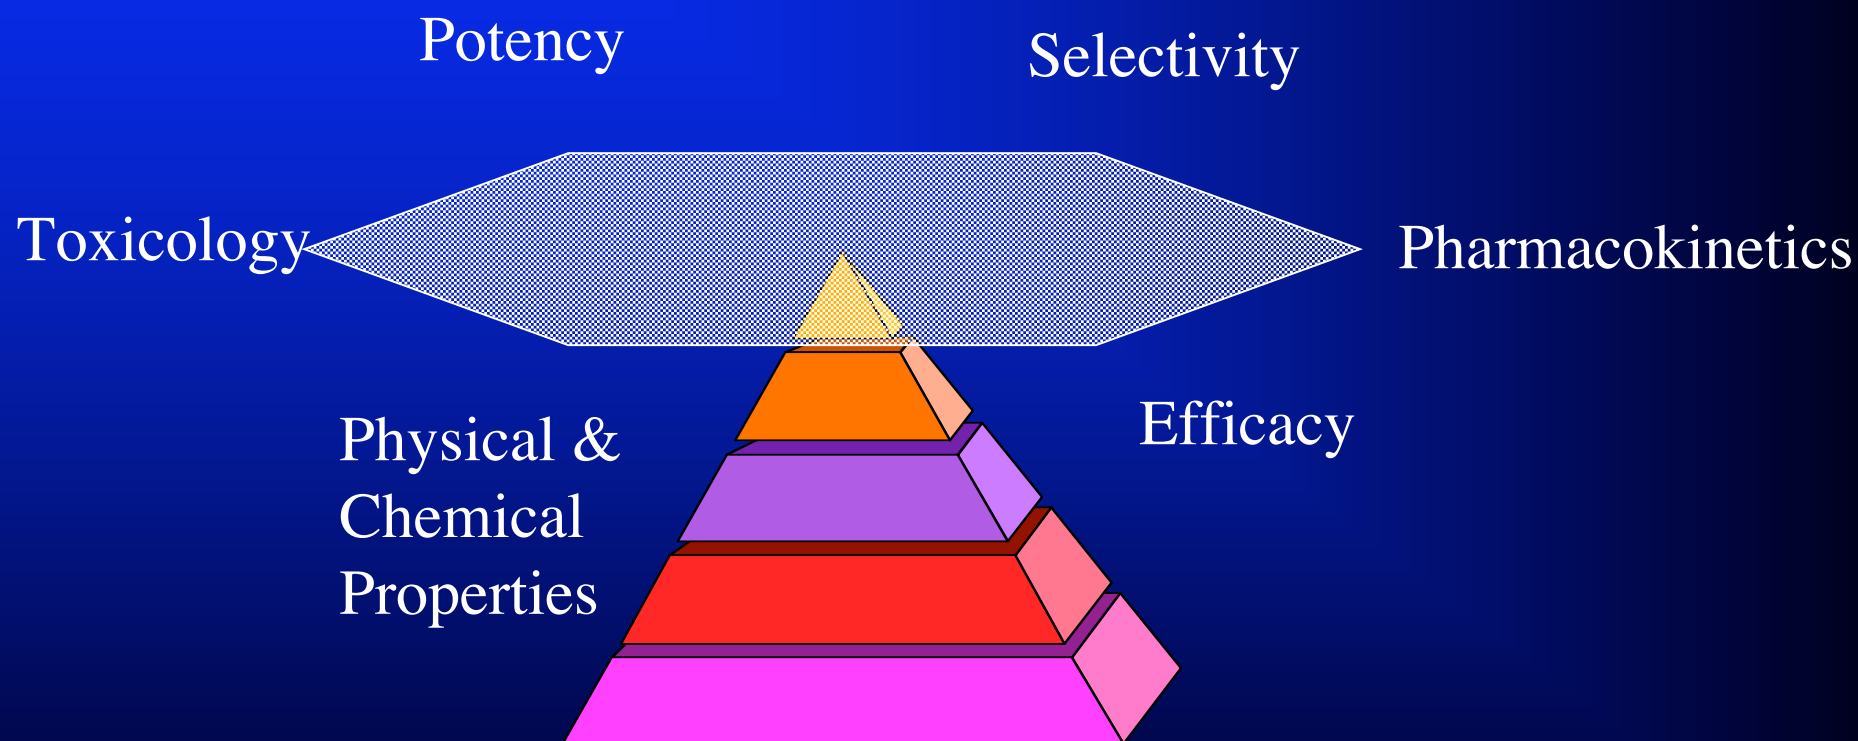 Potency
Selectivity
Toxicology
Pharmacokinetics
Physical &
Chemical
Properties
Efficacy